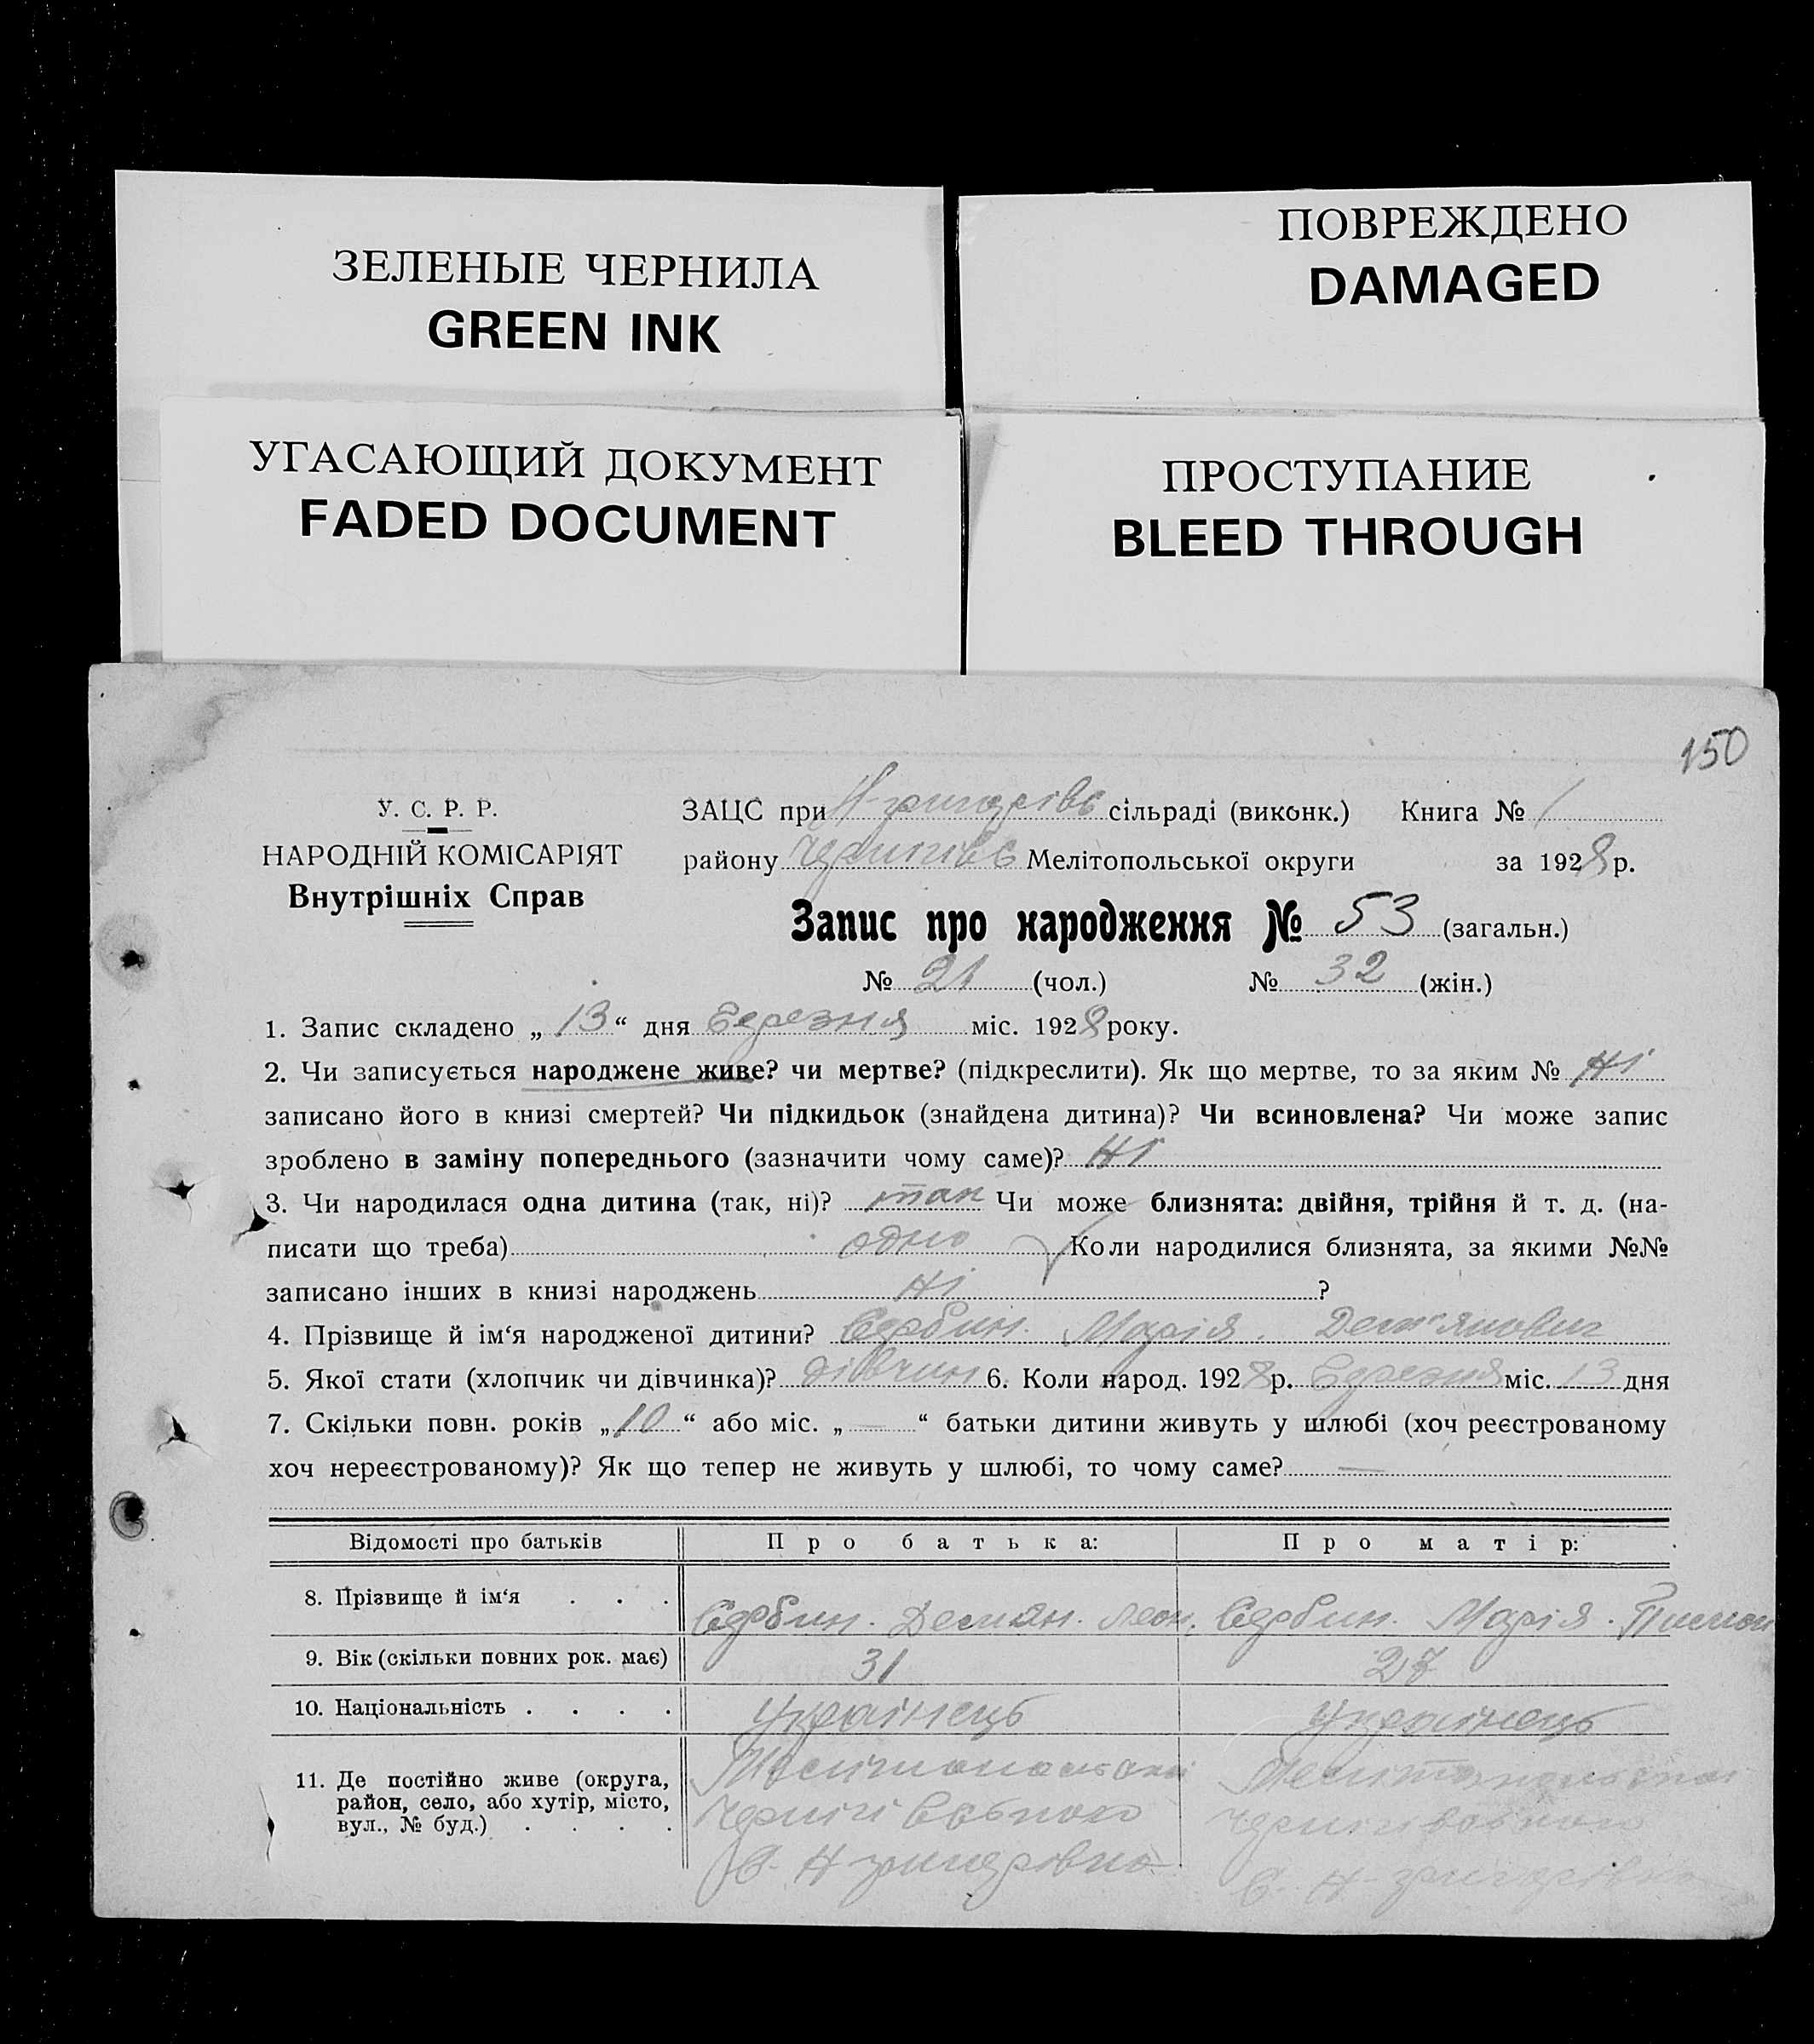 ЗЕЛЕНЫЕ ЧЕРНИЛА
GREEN INK
ПОВРЕЖДЕНО
DAMAGED
УГАСАЮЩИЙ ДОКУМЕНТ
FADED DOCUMENT
ПРОСТУПАНИЕ
BLEED THROUGH
150
У. С. Р. Р.
НАРОДНІЙ КОМІСАРІЯТ
Внутрішніх Справ
ЗАЦС при сільраді (виконк.) Книга № 1
району Мелітопольської округи за 1928 р.
Запис про народження № 53 (загальн.)
№ 21 (чол.) № 32 (жін.)
1. Запис складено „ 13 “ дня Березня міс. 1928 року.
2. Чи записується народжене живе? чи мертве? (підкреслити). Як що мертве, то за яким № ні
записано його в книзі смертей? Чи підкидьок (знайдена дитина)? Чи всиновлена? Чи може запис
зроблено в заміну попереднього (зазначити чому саме)? ні
3. Чи народилася одна дитина (так, ні)? так Чи може близнята: двійня, трійня й т. д. (на-
писати що треба) одно Коли народилися близнята, за якими №№
записано інших в книзі народжень ні ?
4. Прізвище й ім‘я народженої дитини? Сербин. Марія.
5. Якої стати (хлопчик чи дівчинка)? дівчин 6. Коли народ. 1928 р. Березня міс. 13 дня
7. Скільки повн. років „ 10 “ або міс. „ — “ батьки дитини живуть у шлюбі (хоч реєстрованому
хоч нереєстрованому)? Як що тепер не живуть у шлюбі, то чому саме? —
Відомості про батьків Про батька: Про матір:
8. Прізвище й ім‘я . . . Сербин. Демян. Леон. Сербин. Марія.
9. Вік (скільки повних рок. має) 31 27
10. Національність . . . . Українець Українець
11. Де постійно живе (округа,
район, село, або хутір, місто,
вул., № буд.) . . . .
С. Н григорівка
С. Н- григорівка